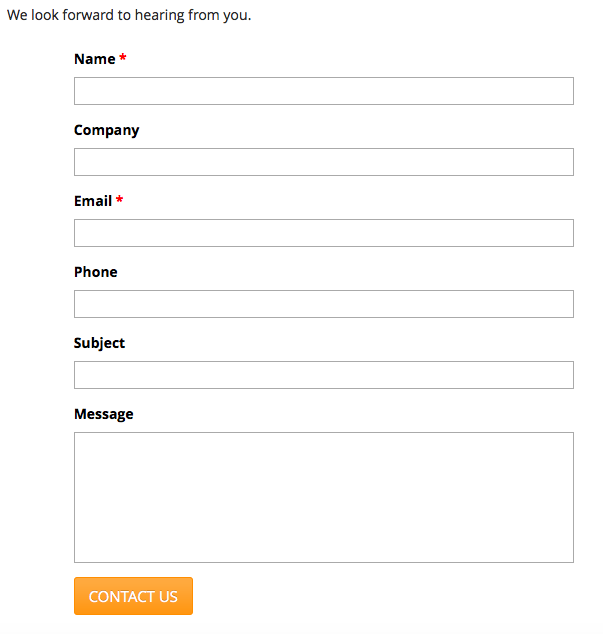 We look forward to hearing from you.
Name *
Company
Email *
Phone
Subject
Message
CONTACT US